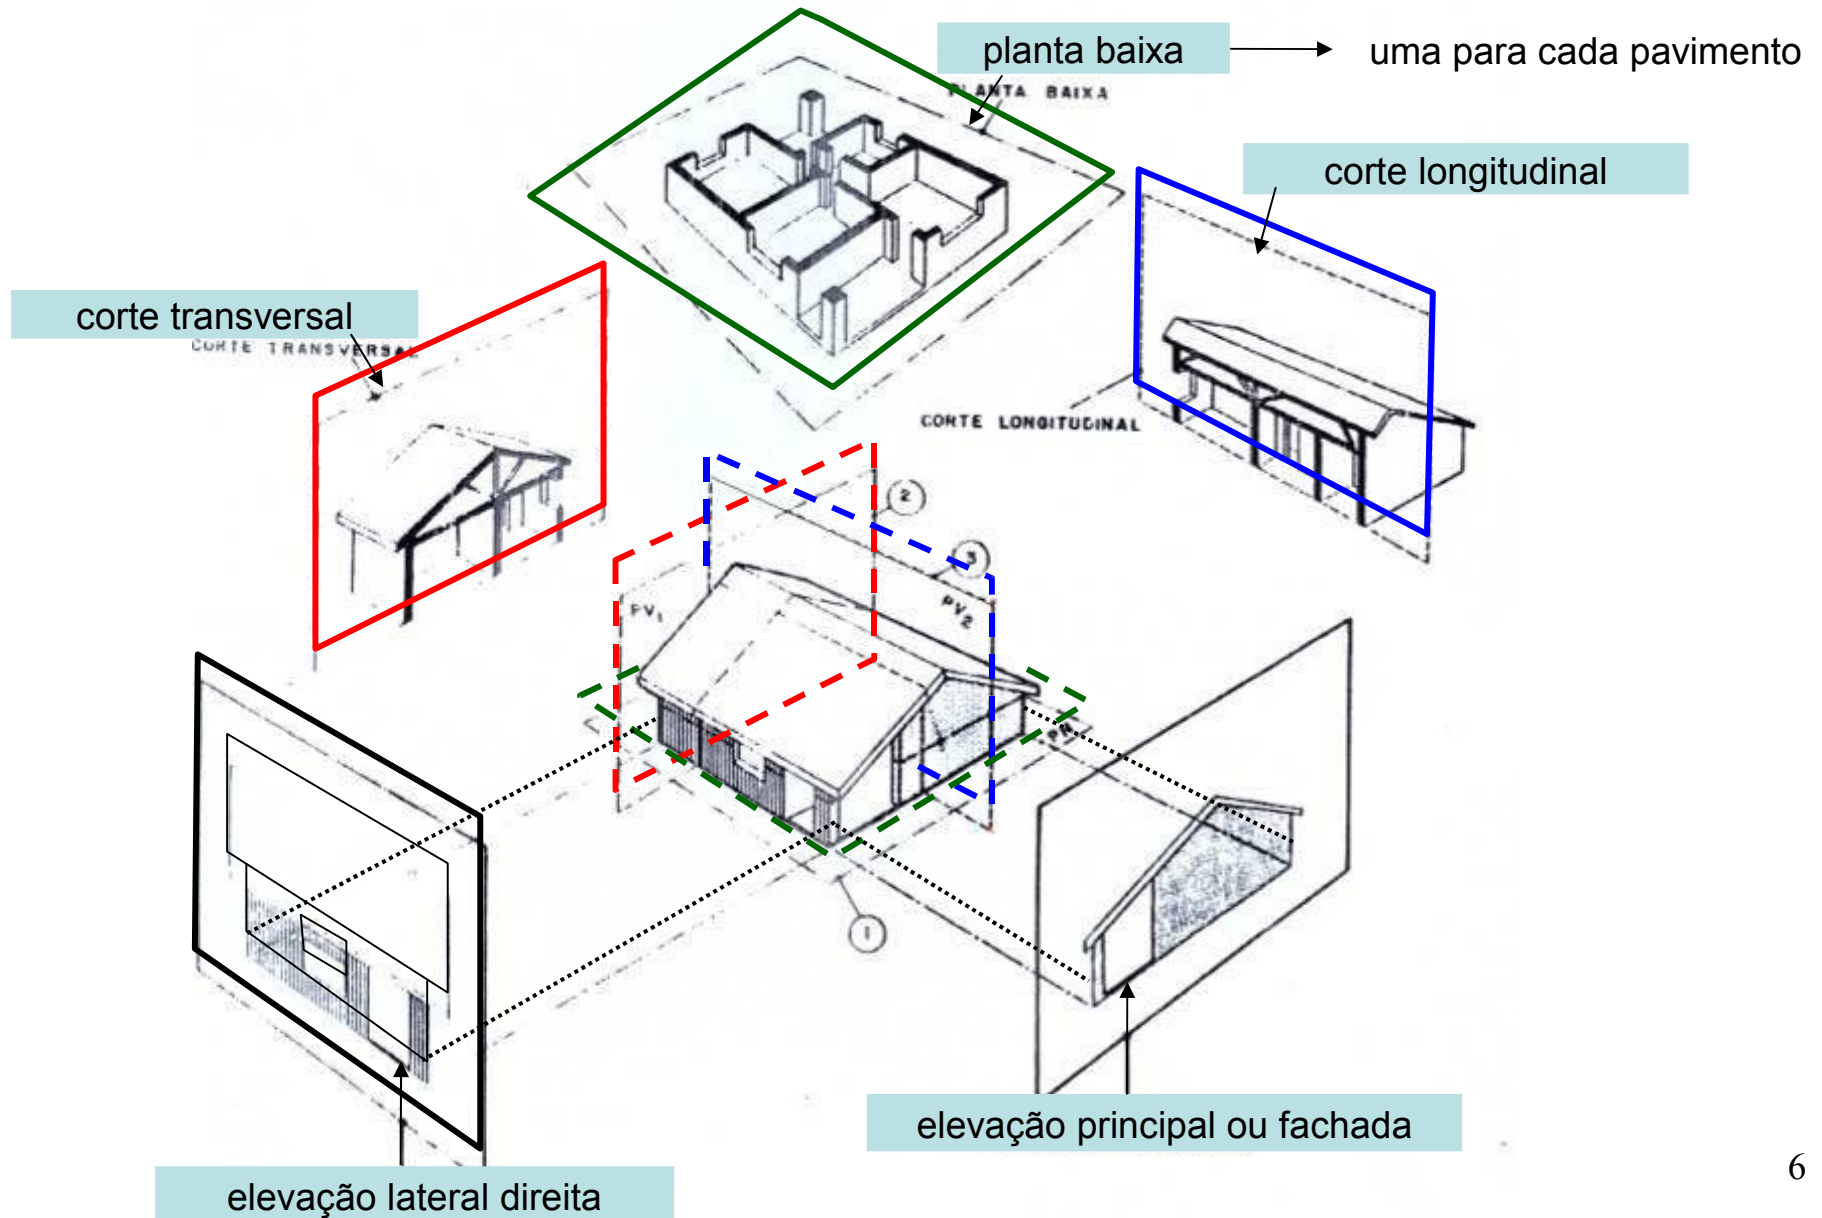 planta baixa
uma para cada pavimento
PLANTA BAIXA
corte longitudinal
corte transversal
CORTE TRANSVERSAL
CORTE LONGITUDINAL
2
3
PV1
PV2
PH
1
elevação principal ou fachada
elevação lateral direita
6